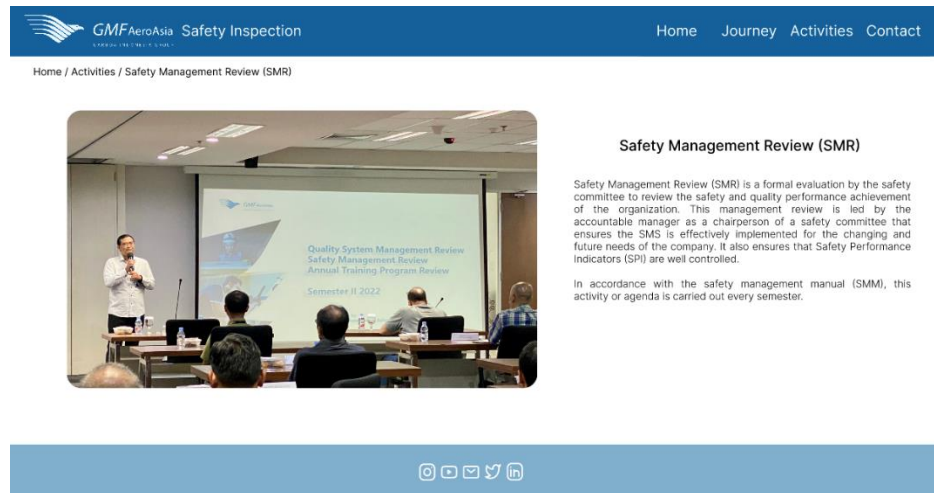 GMF AeroAsia Safety Inspection
Home Journey Activities Contact
Home / Activities / Safety Management Review (SMR)
GMF AeroAsia
Quality System Management Review
Safety Management Review
Annual Training Program Review
Semester II 2022
Safety Management Review (SMR)
Safety Management Review (SMR) is a formal evaluation by the safety
committee to review the safety and quality performance achievement
of the organization. This management review is led by the
accountable manager as a chairperson of a safety committee that
ensures the SMS is effectively implemented for the changing and
future needs of the company. It also ensures that Safety Performance
Indicators (SPI) are well controlled.
In accordance with the safety management manual (SMM), this
activity or agenda is carried out every semester.